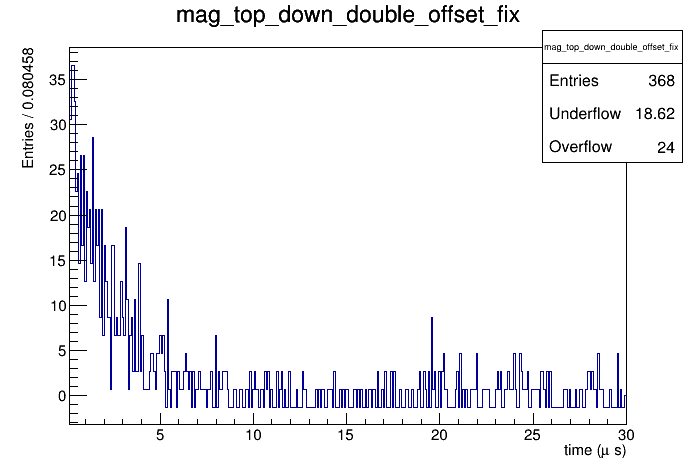 mag_top_down_double_offset_fix
mag_top_down_double_offset_fix
Entries 368
Underflow 18.62
Overflow 24
Entries / 0.080458
35
30
25
20
15
10
5
0
5 10 15 20 25 30
time (μ s)